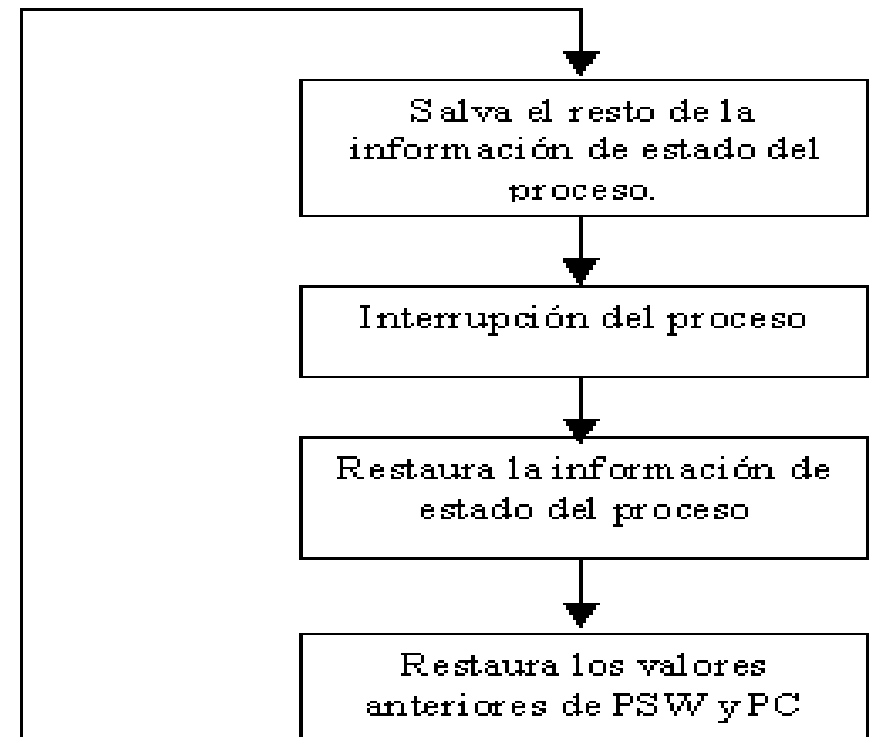 Salva el resto de la
información de estado del
proceso.
Interrupción del proceso
Restaura la información de
estado del proceso
Restaura los valores
anteriores de PSW y PC